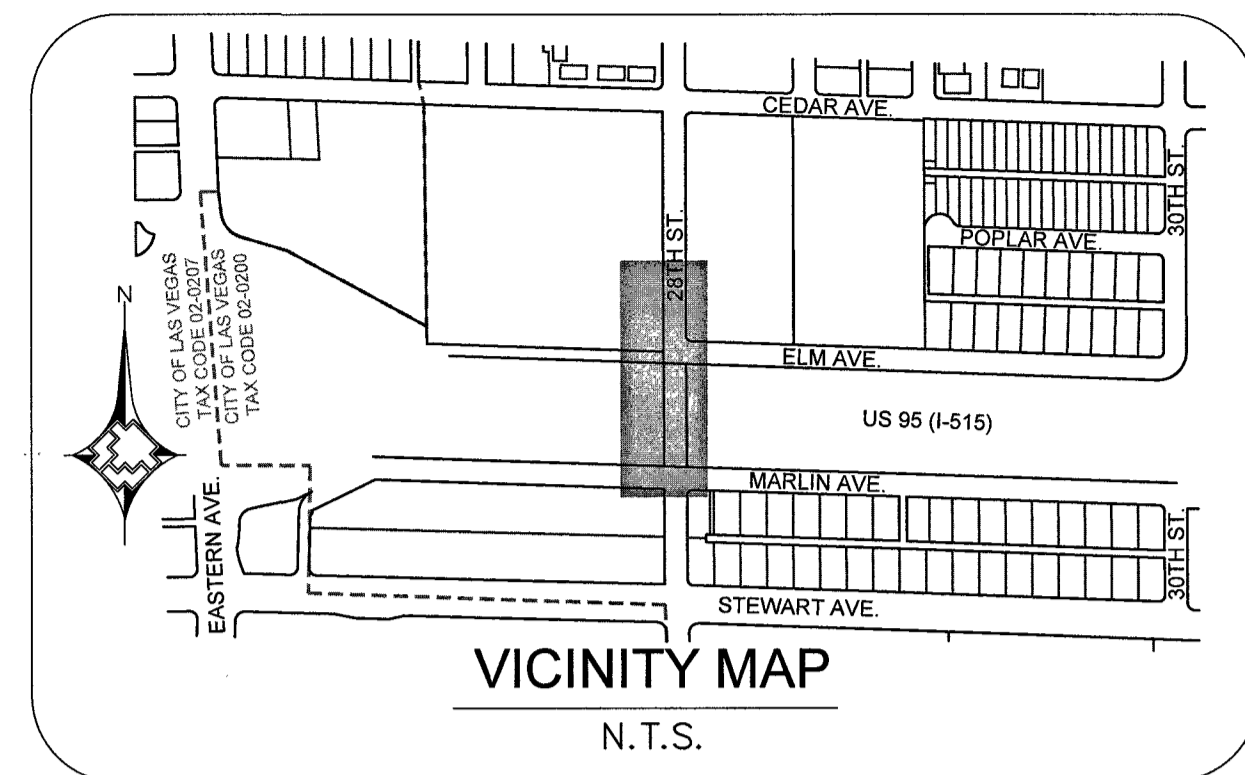 CEDAR AVE.
30TH ST.
28TH ST.
POPLAR AVE.
N
CITY OF LAS VEGAS
TAX CODE 02-0207
CITY OF LAS VEGAS
TAX CODE 02-0200
ELM AVE.
US 95 (I-515)
MARLIN AVE.
EASTERN AVE.
30TH ST.
STEWART AVE.
VICINITY MAP
N.T.S.